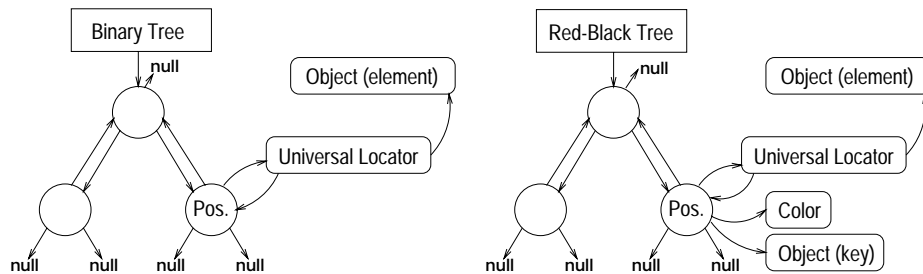 Binary Tree
null
Object (element)
Universal Locator
Pos.
null
null
null
null
Red-Black Tree
null
Object (element)
Universal Locator
Pos.
Color
Object (key)
null
null
null
null